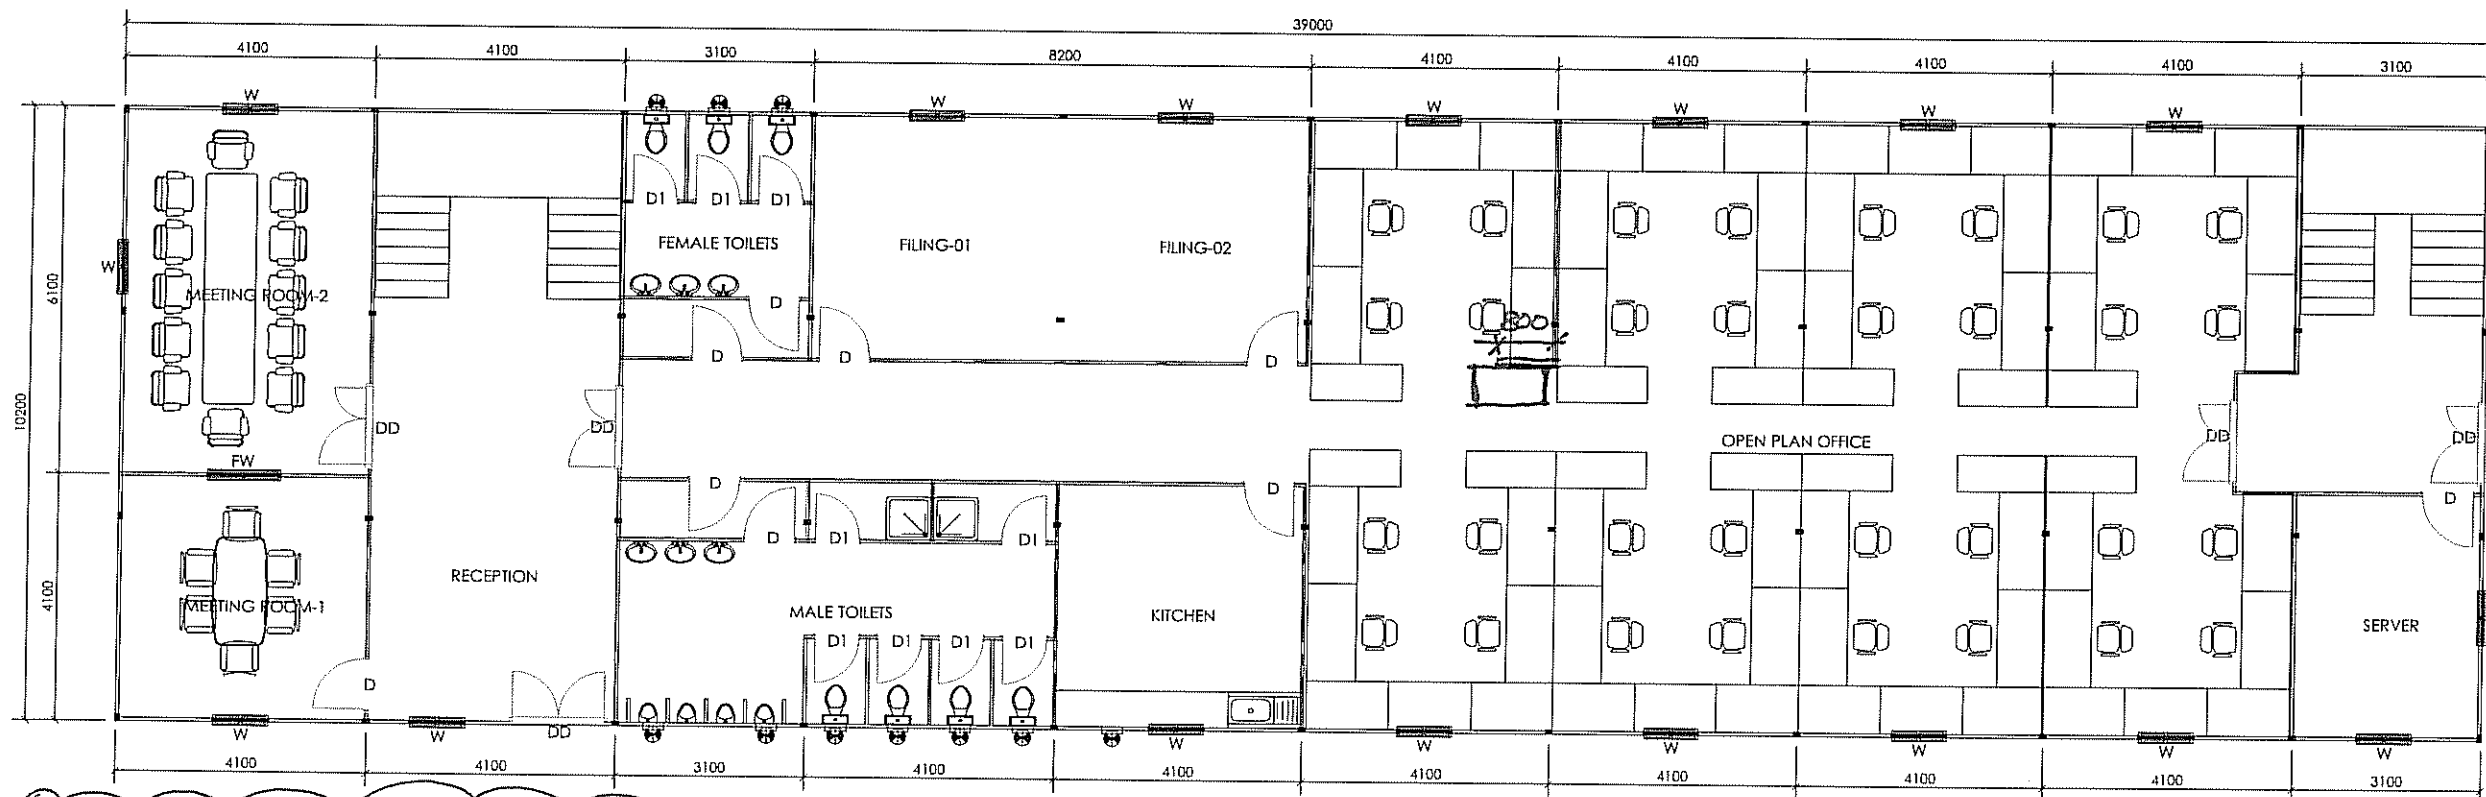 39000
4100 4100 3100 8200 4100 4100 4100 4100 3100
W W W W W W W
D1 D1 D1
FEMALE TOILETS FILING-01 FILING-02
W
6100
MEETING ROOM-2
D
800
D D D
10200
DD DD DD DD
OPEN PLAN OFFICE
FW
D D D
D D1 D1
RECEPTION
4100
MEETING ROOM-1 MALE TOILETS KITCHEN SERVER
D1 D1 D1 D1
D
W W DD W W W W W W
4100 4100 3100 4100 4100 4100 4100 4100 4100 3100